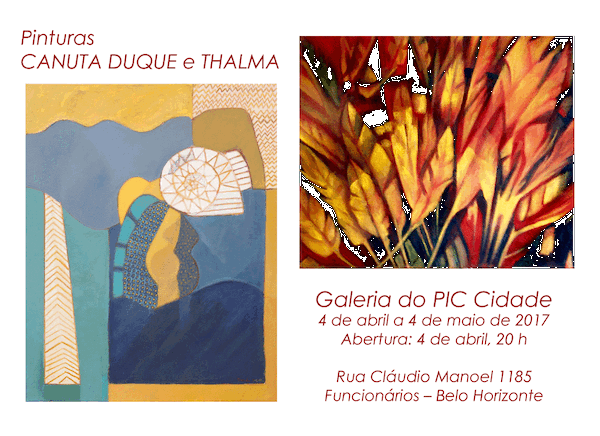 Pinturas
CANUTA DUQUE e THALMA
Galeria do PIC Cidade
4 de abril a 4 de maio de 2017
Abertura: 4 de abril, 20 h
Rua Cláudio Manoel 1185
Funcionários – Belo Horizonte